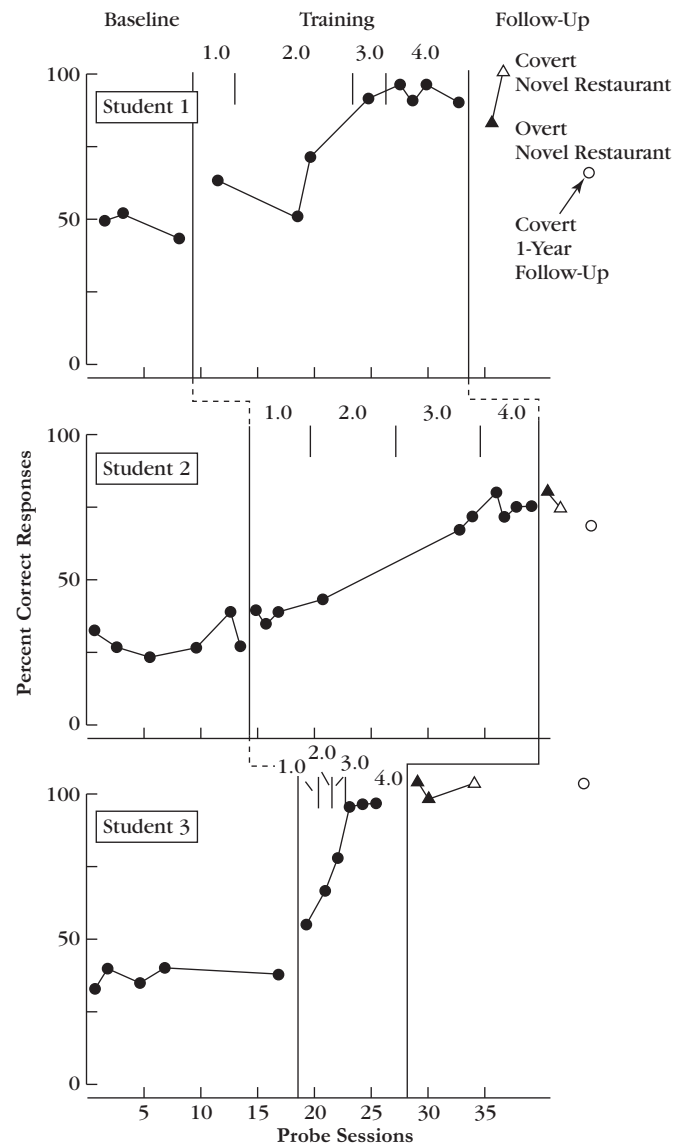 Baseline Training Follow-Up
1.0 2.0 3.0 4.0
Covert
Novel Restaurant
Overt
Novel Restaurant
Covert
1-Year
Follow-Up
100
Student 1
50
0
1.0 2.0 3.0 4.0
100
Student 2
50
0
Percent Correct Responses
1.0 2.0 3.0 4.0
100
Student 3
50
0
5 10 15 20 25 30 35
Probe Sessions